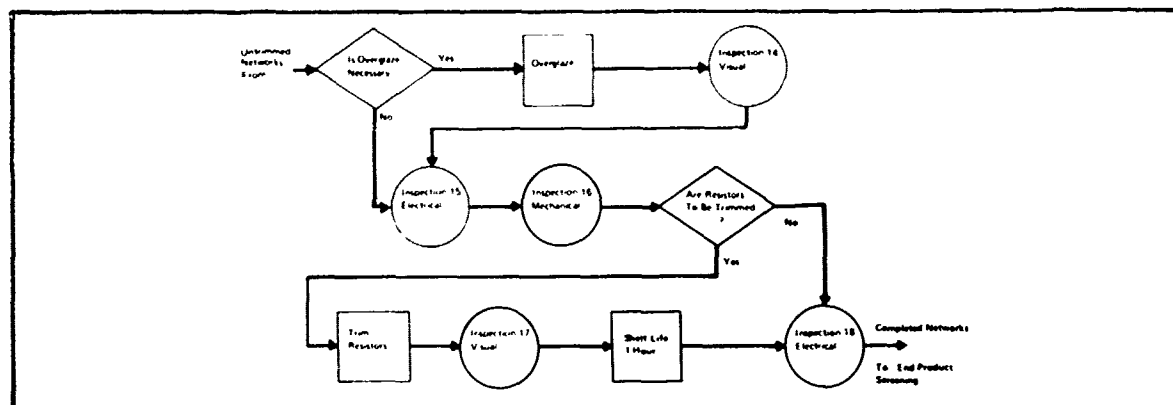 Untrimmed
Networks
From
Is Overglaze
Necessary
Yes
Overglaze
Inspection 14
Visual
No
Inspection 15
Electrical
Inspection 16
Mechanical
Are Resistors
To Be Trimmed
?
No
Yes
Trim
Resistors
Inspection 17
Visual
Shelf Life
1 Hour
Inspection 18
Electrical
Completed Networks
To End Product
Screening